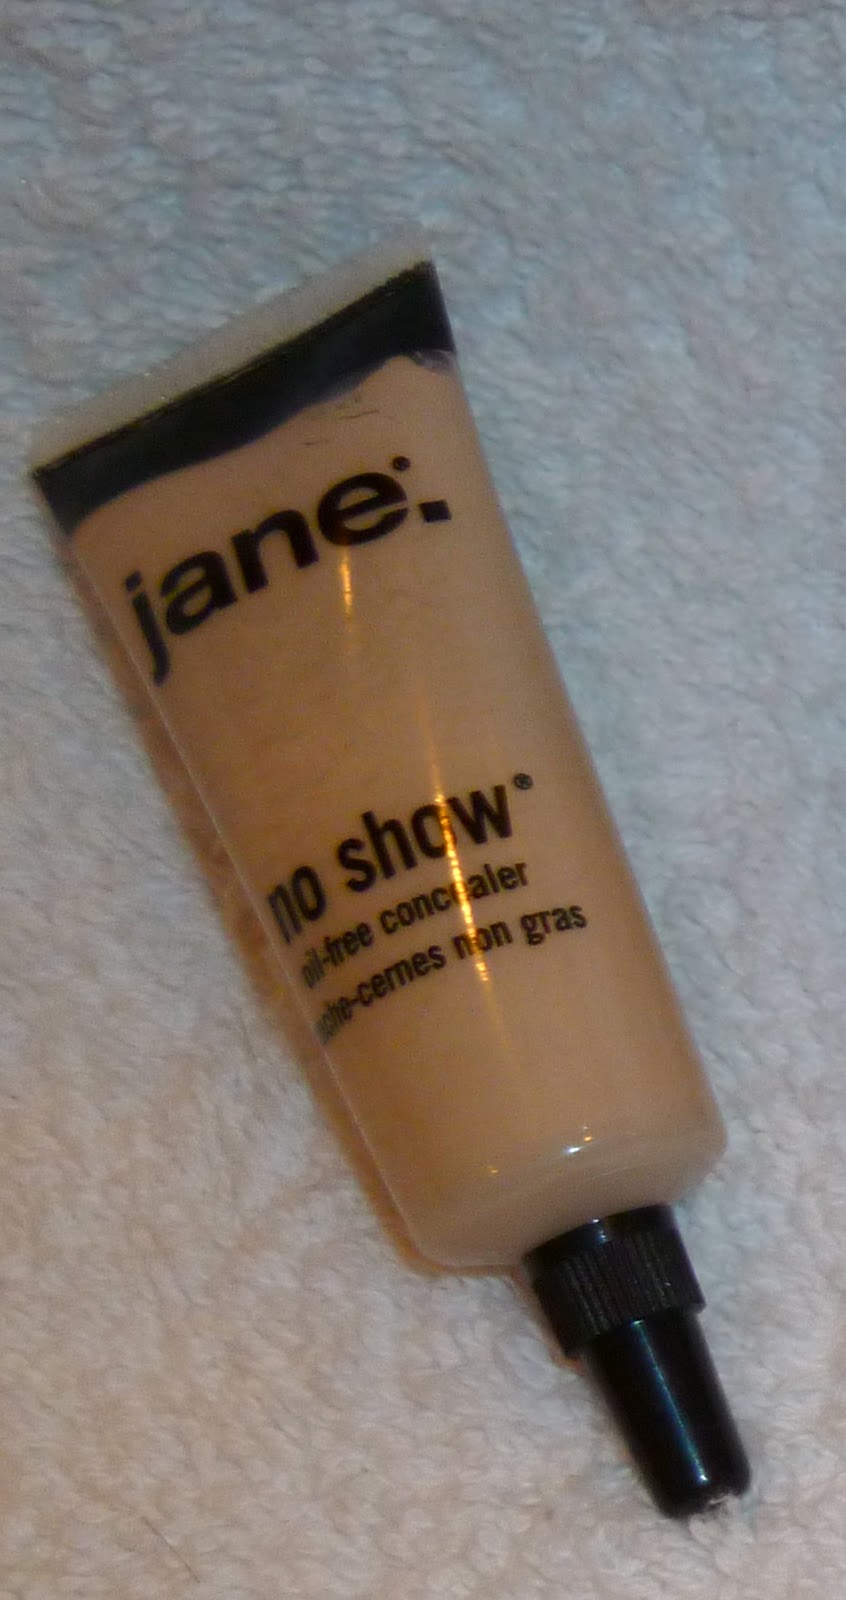 jane®.
no show®
oil-free concealer
non gras